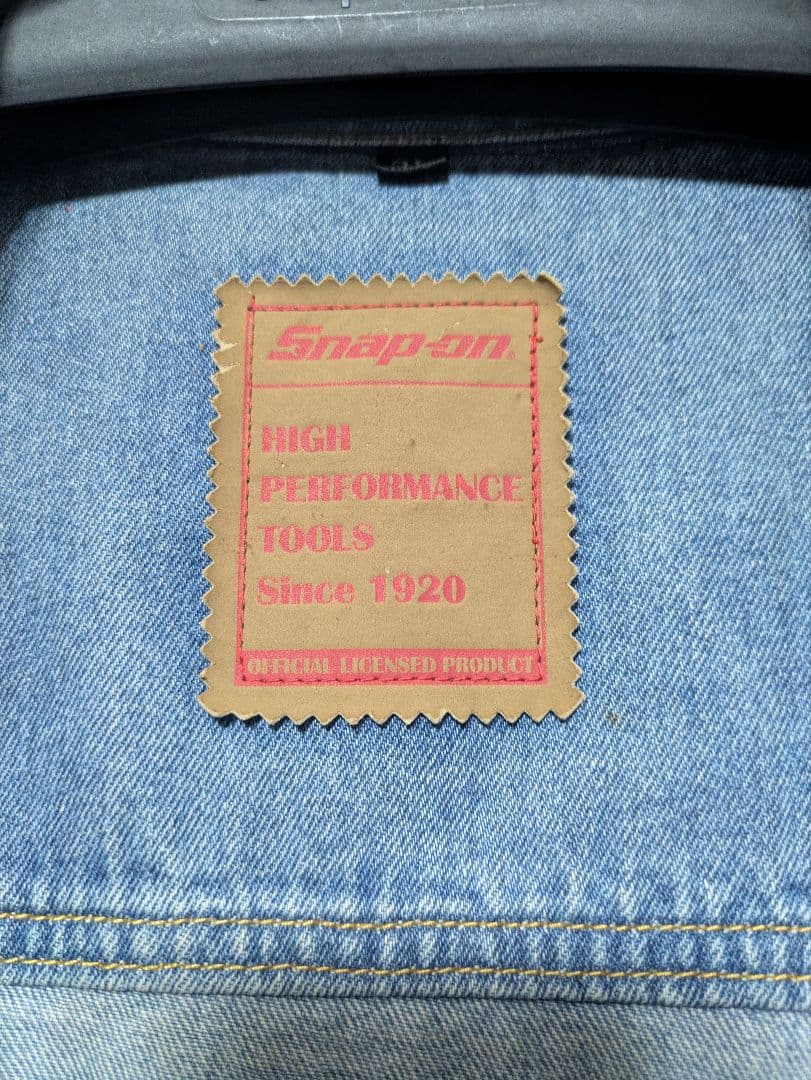 Snap-on®
HIGH
PERFORMANCE
TOOLS
Since 1920
OFFICIAL LICENSED PRODUCT